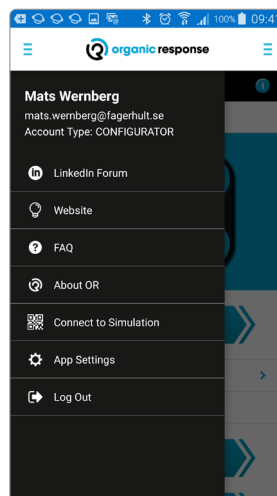 100% 09:4
organic response
Mats Wernberg
mats.wernberg@fagerhult.se
Account Type: CONFIGURATOR
LinkedIn Forum
Website
FAQ
About OR
Connect to Simulation
App Settings
Log Out